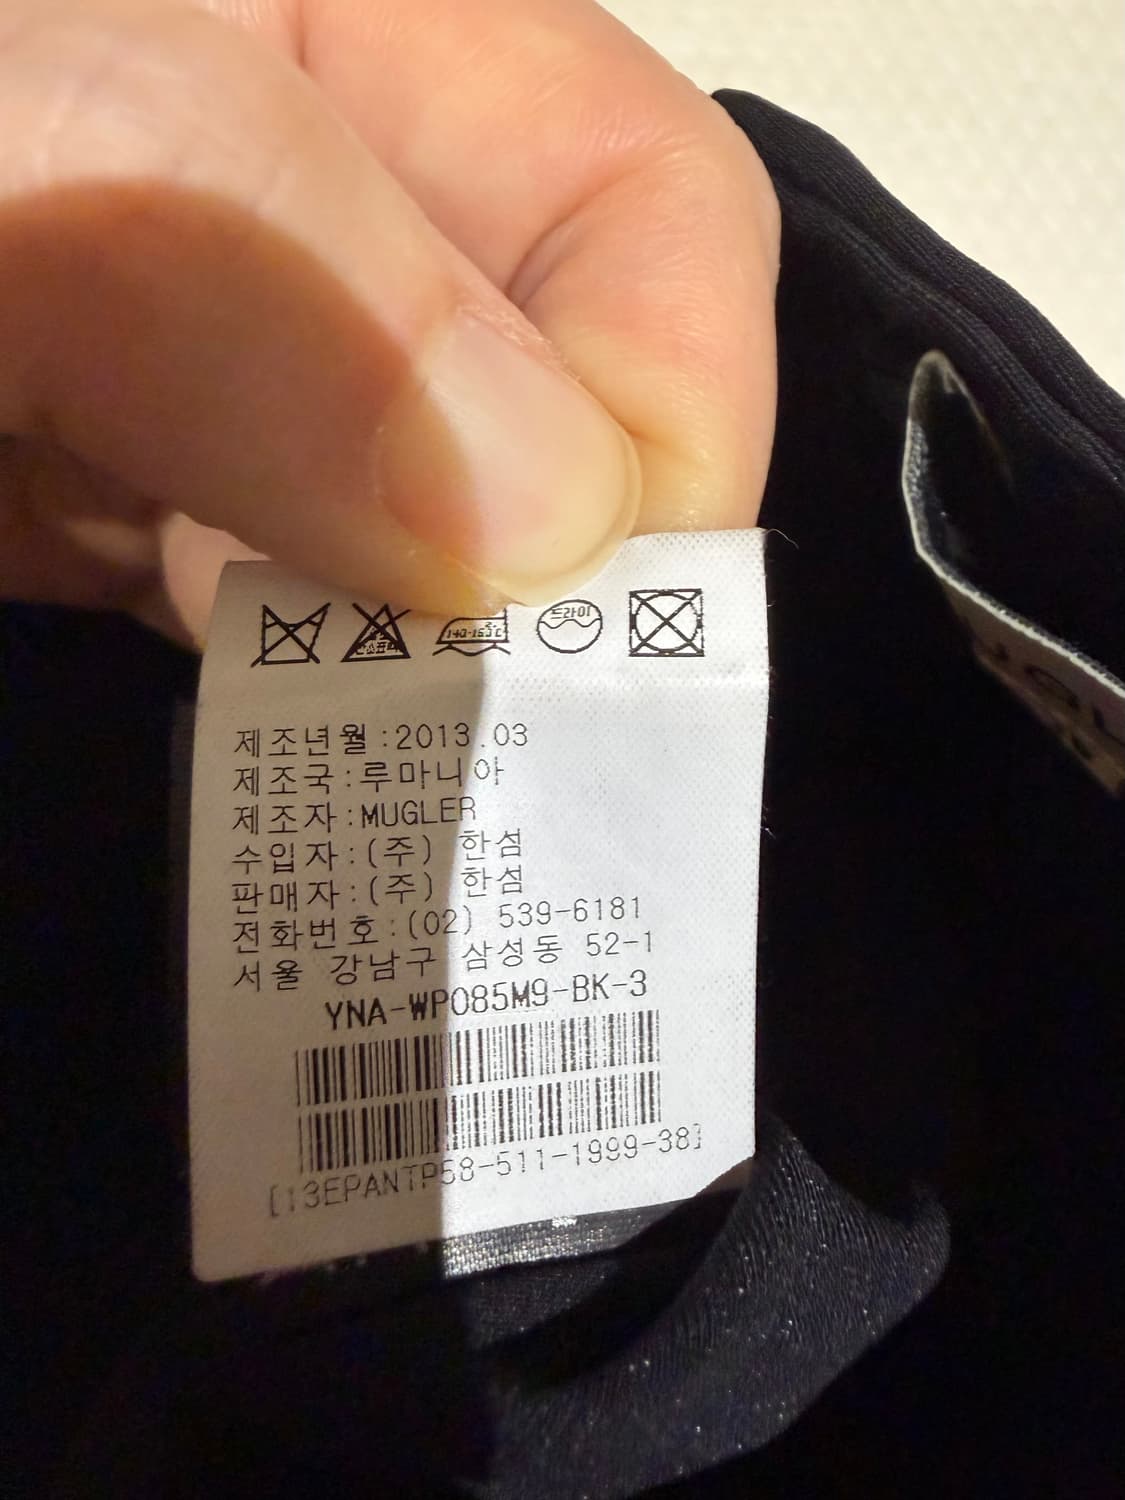 140-160℃ 드라이
제조년월:2013.03
제조국:루마니아
제조자:MUGLER
수입자:(주) 한섬
판매자:(주) 한섬
전화번호:(02) 539-6181
서울 강남구 삼성동 52-1
YNA-WP085M9-BK-3
[13EPANTP58-511-1999-38]